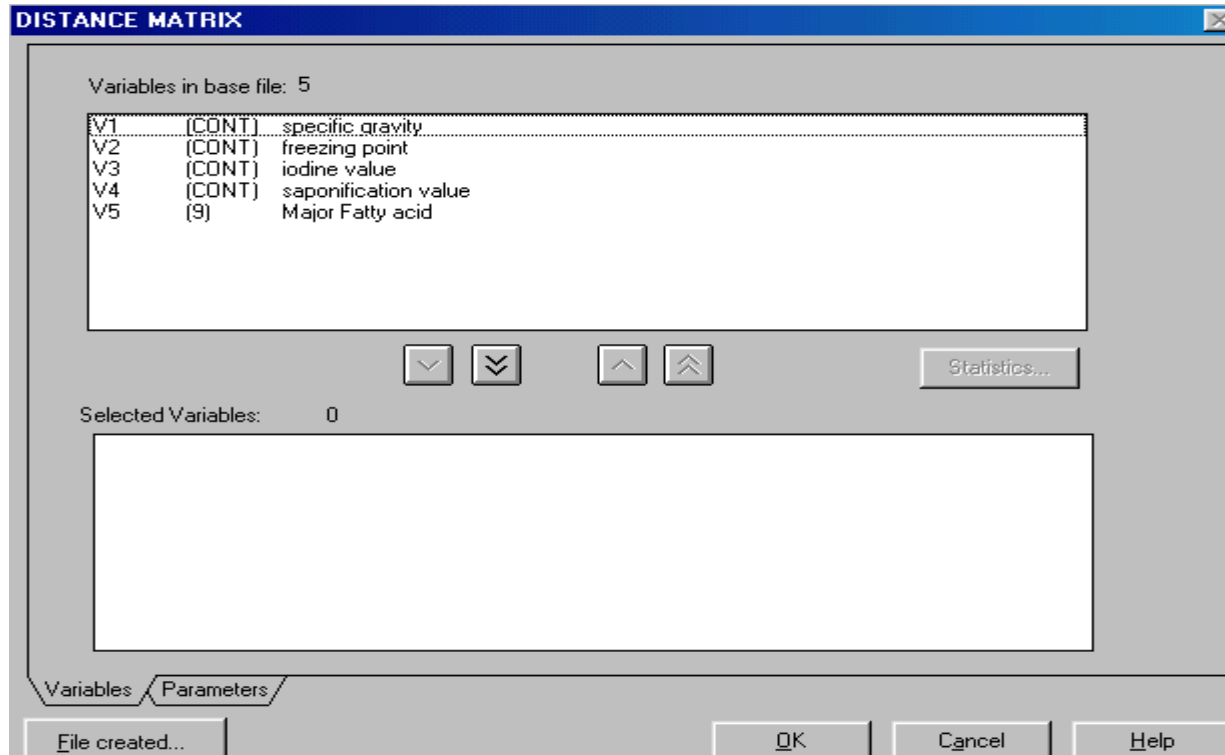 DISTANCE MATRIX
Variables in base file: 5
V1 (CONT) specific gravity
V2 (CONT) freezing point
V3 (CONT) iodine value
V4 (CONT) saponification value
V5 (9) Major Fatty acid
Statistics...
Selected Variables: 0
Variables Parameters
File created... OK Cancel Help